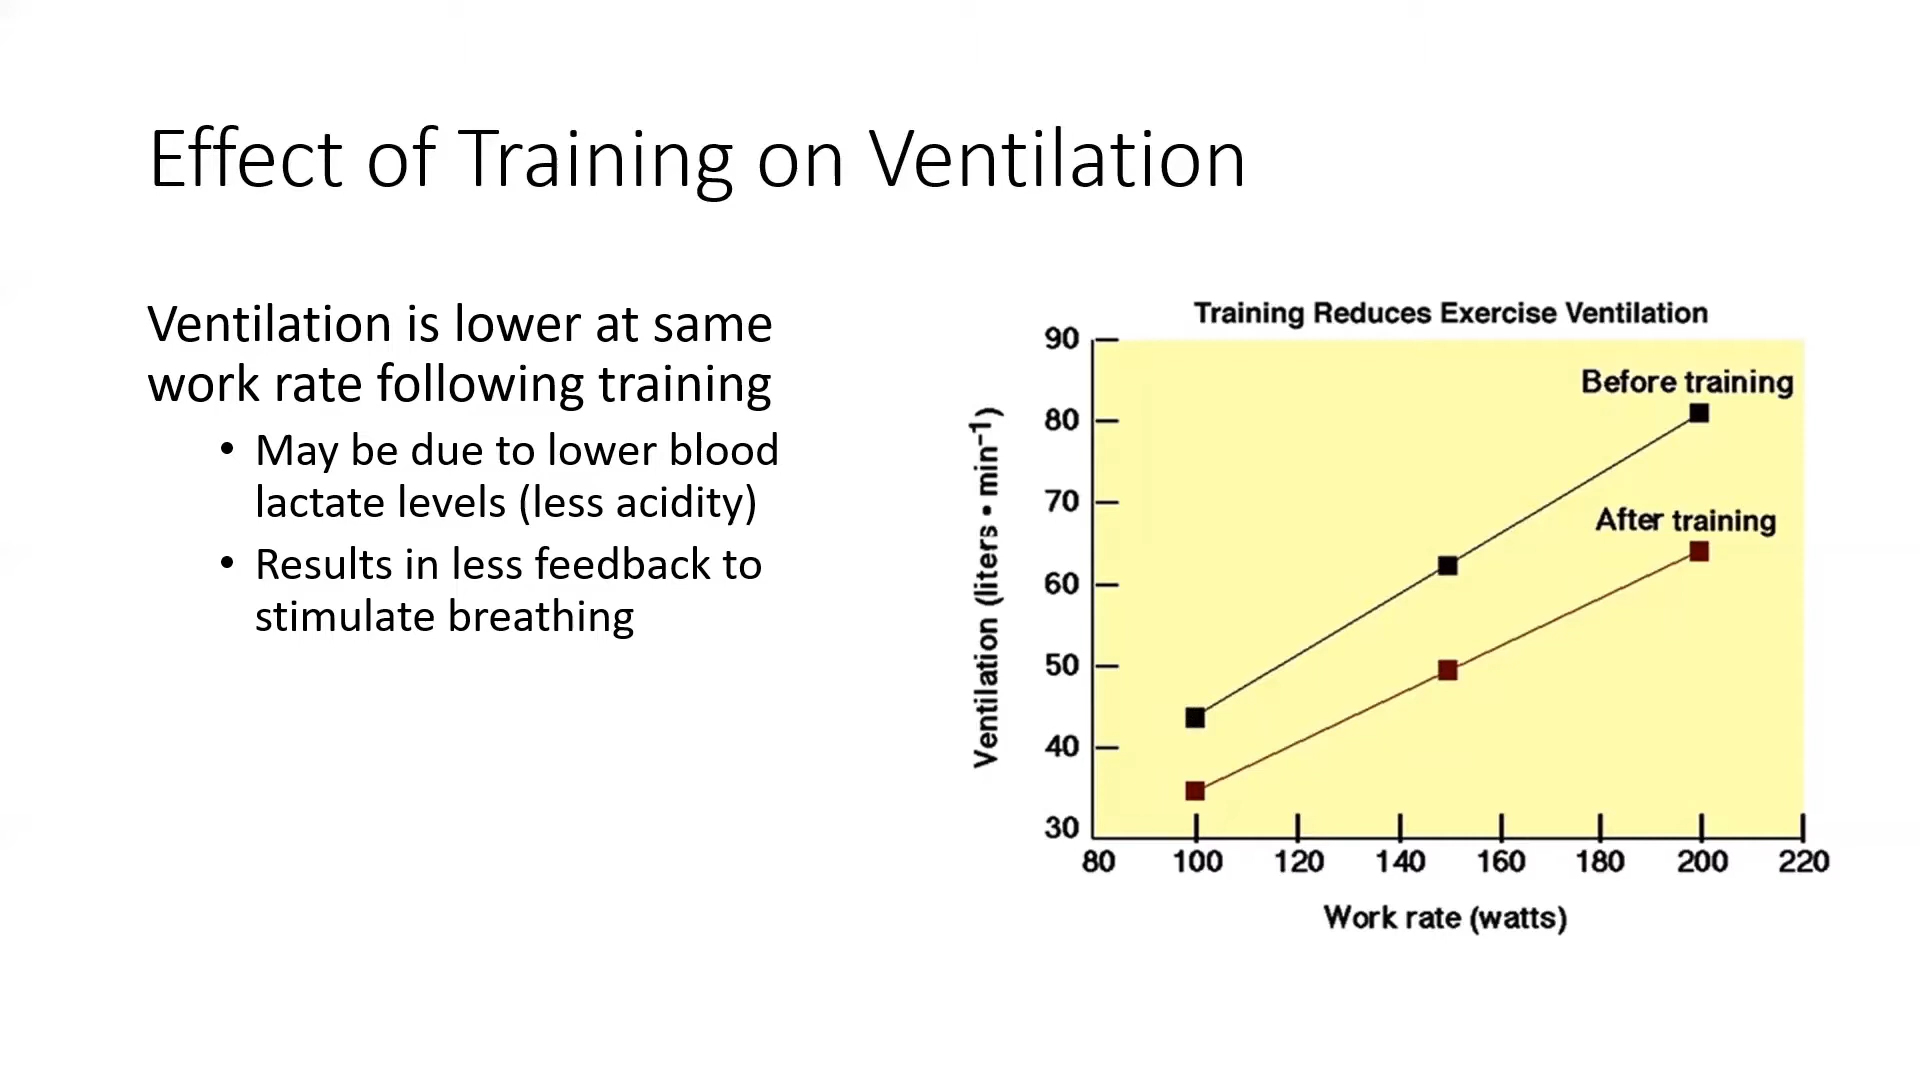 Effect of Training on Ventilation
Ventilation is lower at same
work rate following training
• May be due to lower blood
lactate levels (less acidity)
• Results in less feedback to
stimulate breathing
Training Reduces Exercise Ventilation
90
80
70
60
50
40
30
Ventilation (liters • min⁻¹)
Before training
After training
80 100 120 140 160 180 200 220
Work rate (watts)